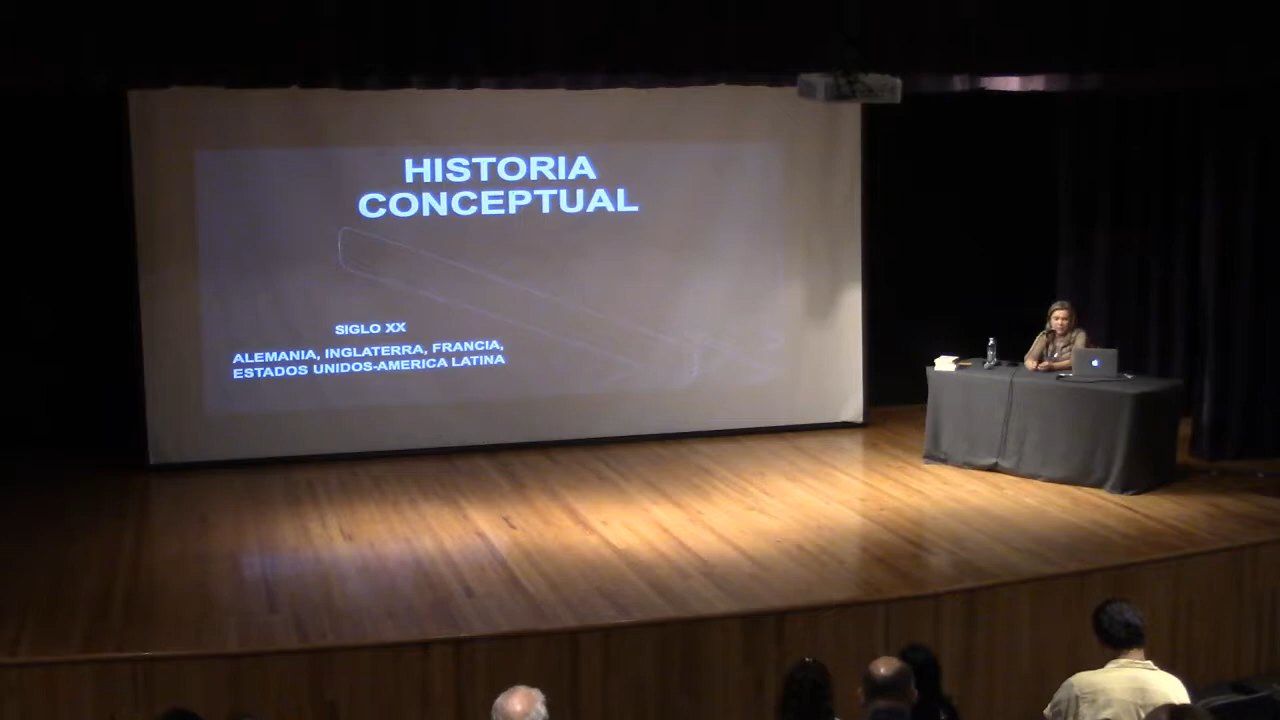 HISTORIA
CONCEPTUAL
SIGLO XX
ALEMANIA, INGLATERRA, FRANCIA,
ESTADOS UNIDOS-AMERICA LATINA